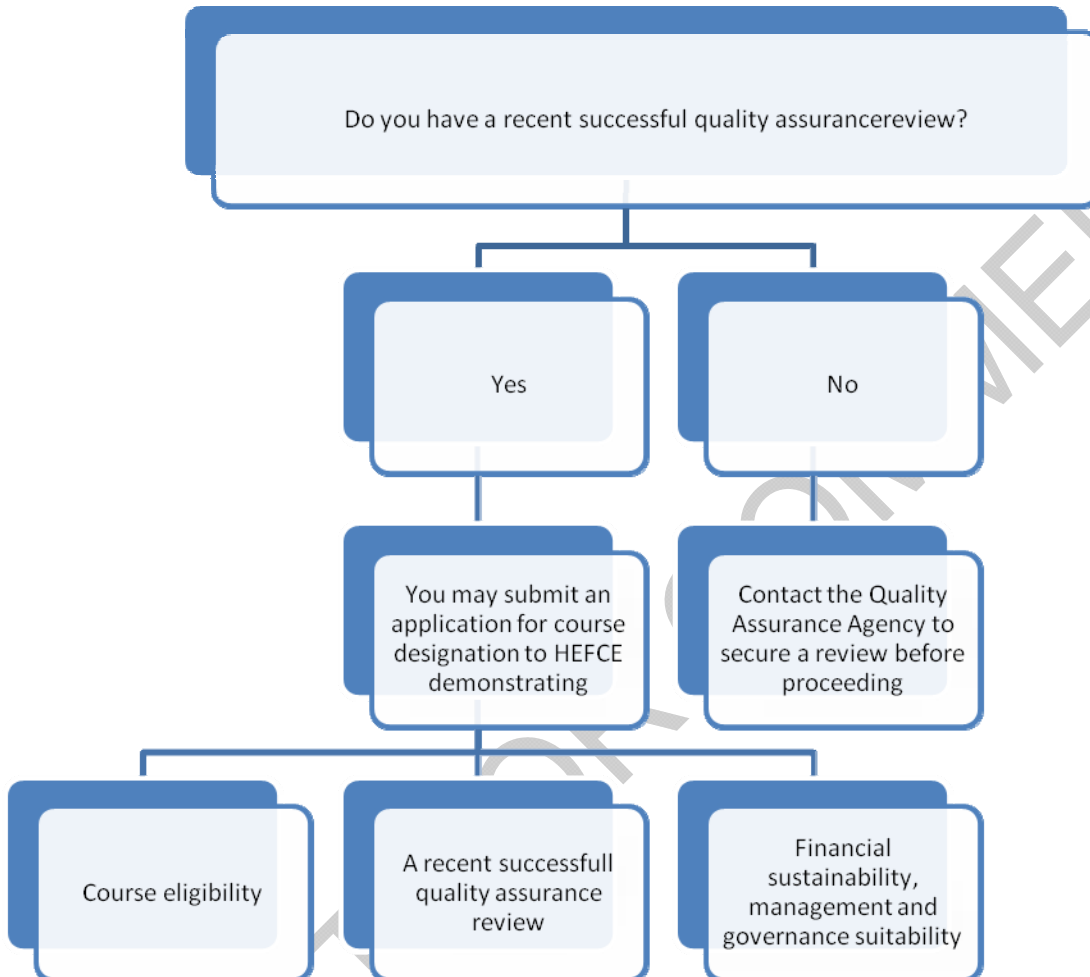 Do you have a recent successful quality assurancereview?
Yes
No
You may submit an
application for course
designation to HEFCE
demonstrating
Contact the Quality
Assurance Agency to
secure a review before
proceeding
Course eligibility
A recent successfull
quality assurance
review
Financial
sustainability,
management and
governance suitability